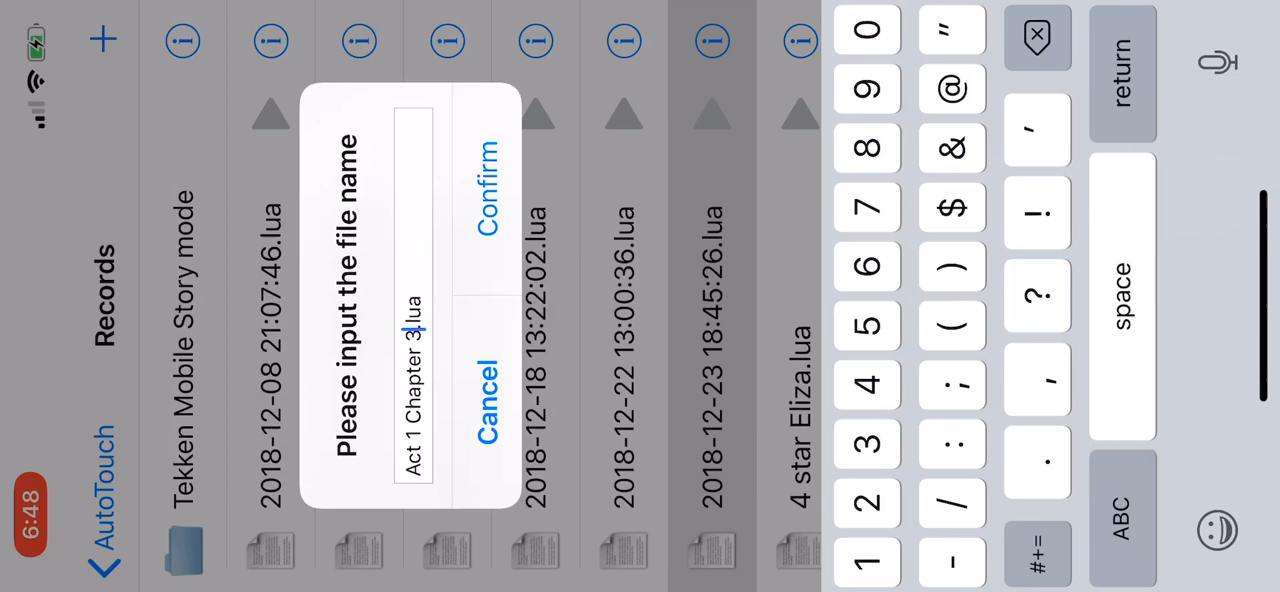 6:48
AutoTouch
Records
+
Tekken Mobile Story mode
2018-12-08 21:07:46.lua
Please input the file name
Act 1 Chapter 3.lua
Cancel
Confirm
2018-12-18 13:22:02.lua
2018-12-22 13:00:36.lua
2018-12-23 18:45:26.lua
4 star Eliza.lua
1 2 3 4 5 6 7 8 9 0
- / : ; ( ) $ & @ "
#+= . , ? ! '
ABC space return